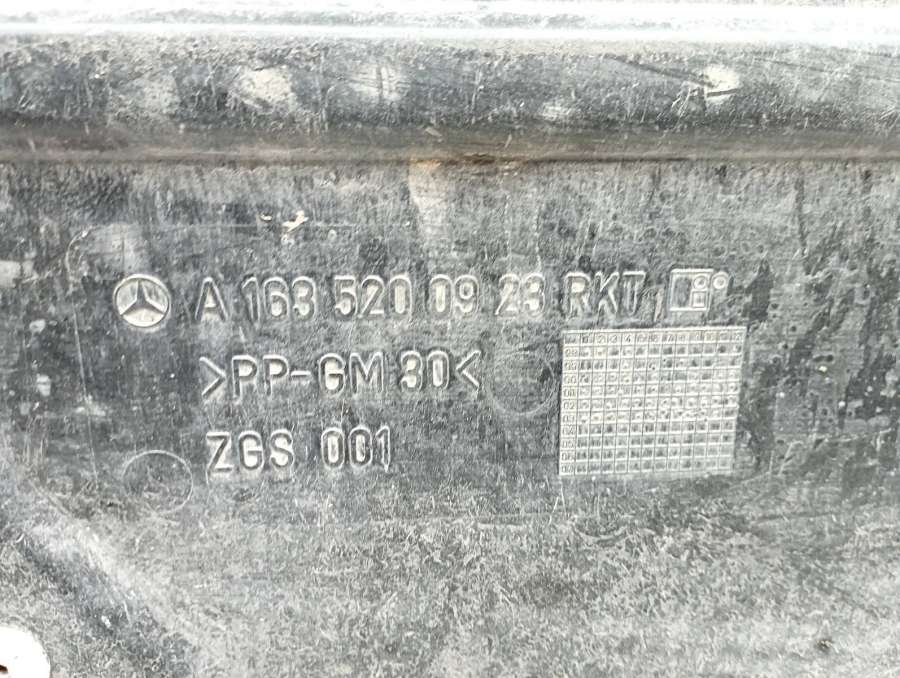 A 163 520 09 23 RKT
>PP-GM 30<
ZGS 001